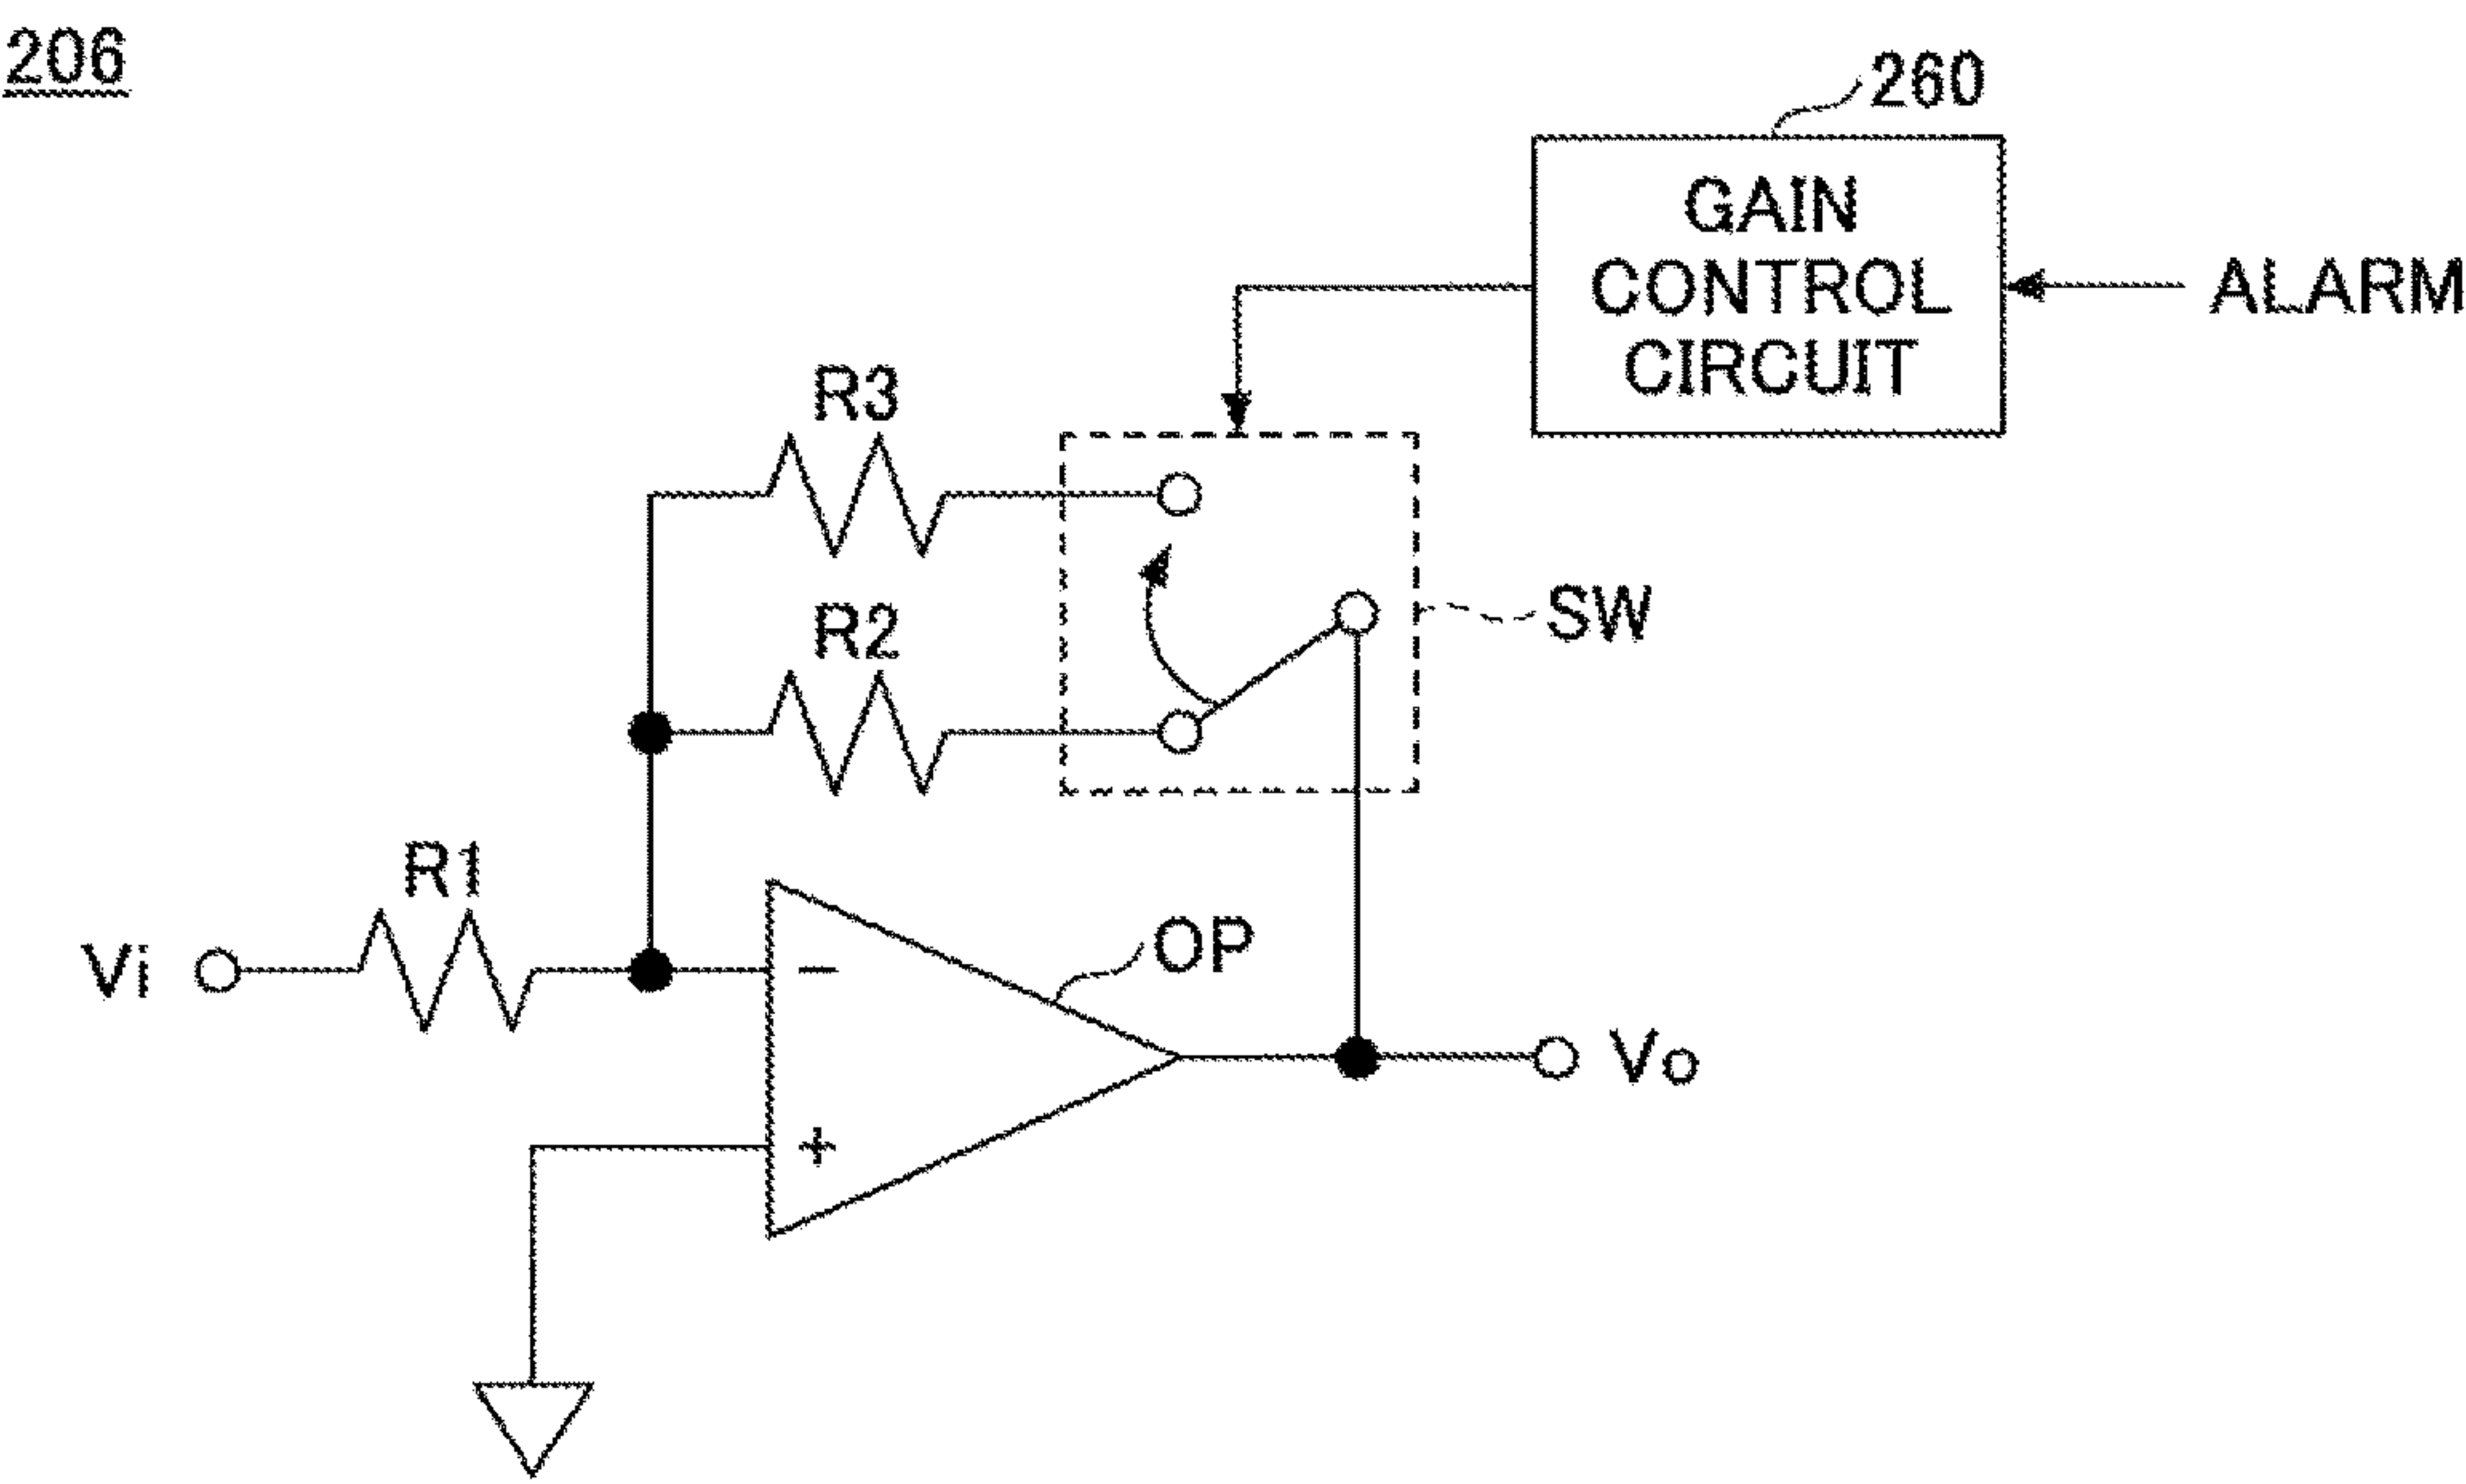 206
260
GAIN
CONTROL
CIRCUIT
ALARM
R3
SW
R2
R1
Vi
OP
−
+
Vo